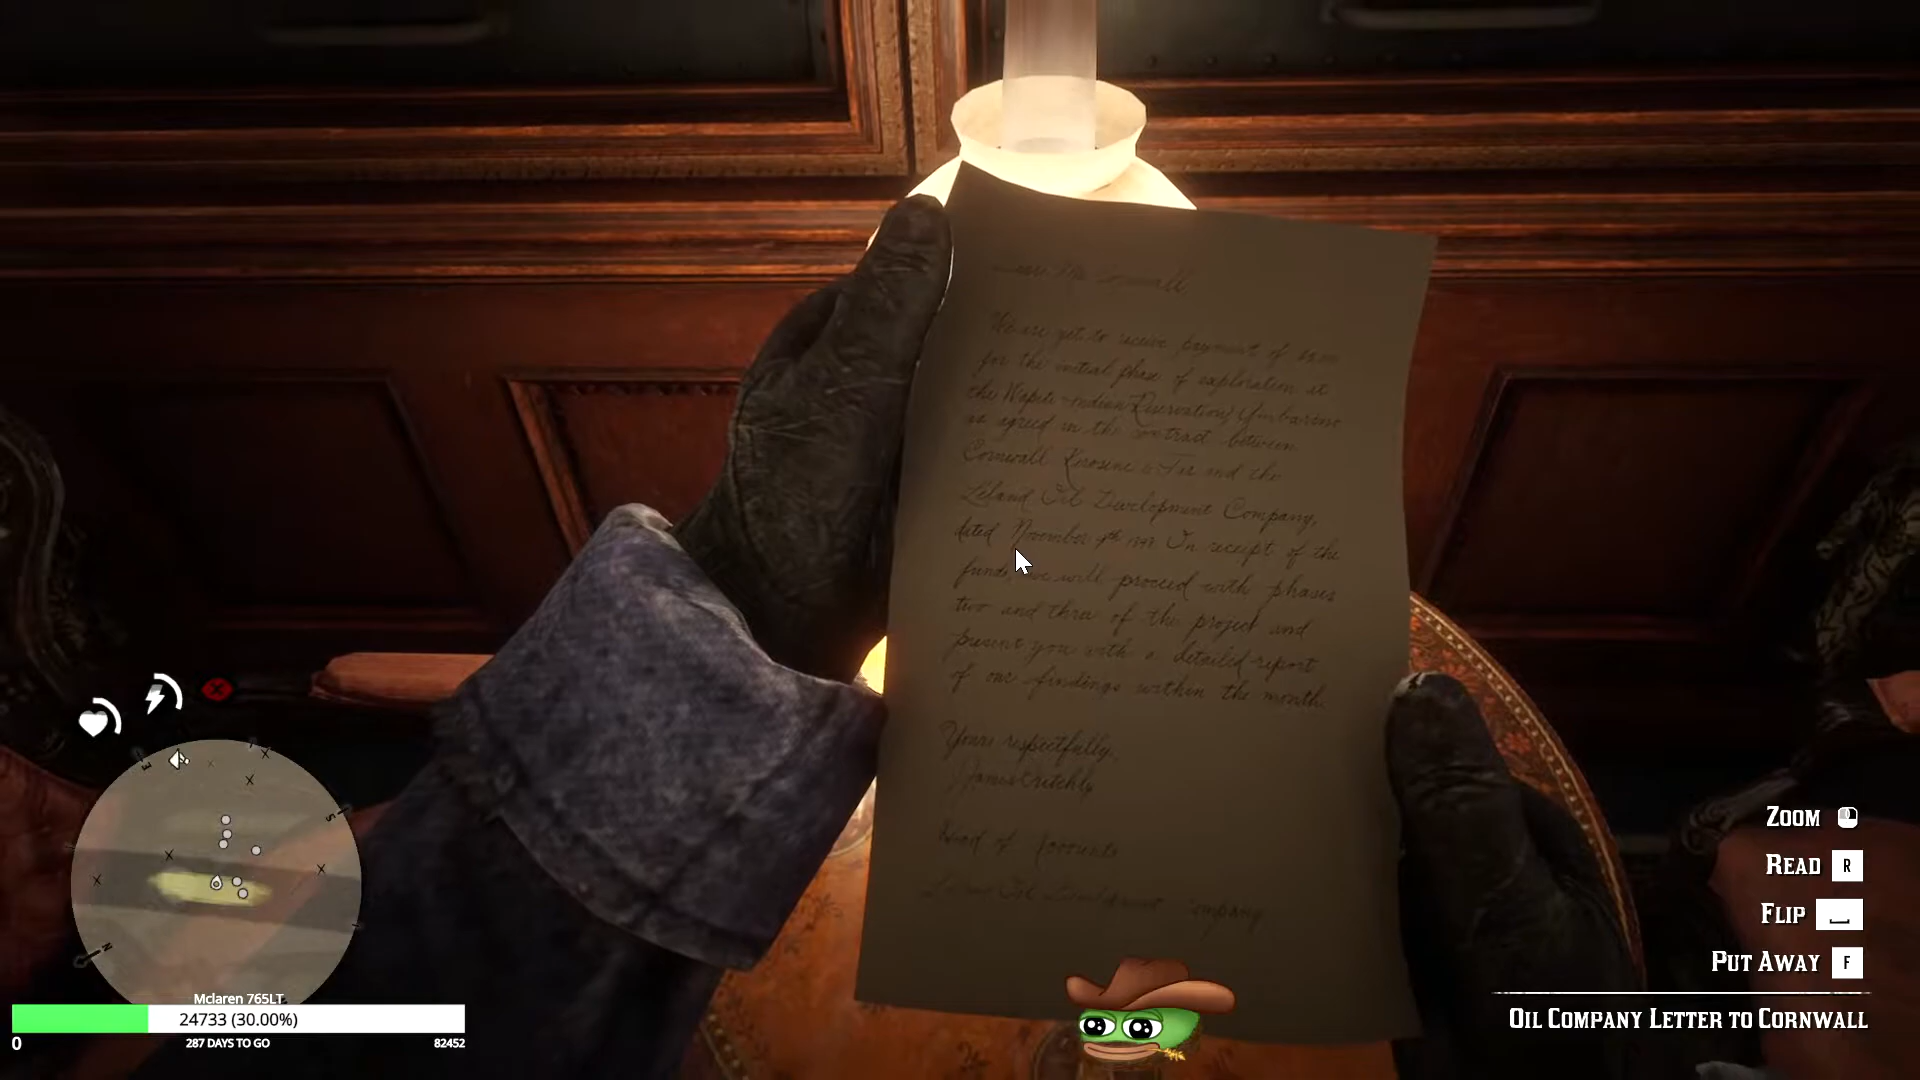 Cornwall,
We are yet to receive payment of
for the initial phase of exploration at
the Wapiti Indian Reservation,
as agreed in the contract between
Cornwall Kerosene & Tar and the
Leland Oil Development Company,
dated November 9th On receipt of the
funds, we will proceed with phases
two and three of the project and
present you with a detailed report
of our findings within the month.
Yours respectfully,
James Critchly
Head of Accounts
Oil Development Company
ZOOM
READ R
FLIP
PUT AWAY F
OIL COMPANY LETTER TO CORNWALL
E
S
N
Mclaren 765LT
24733 (30.00%)
0 287 DAYS TO GO 82452